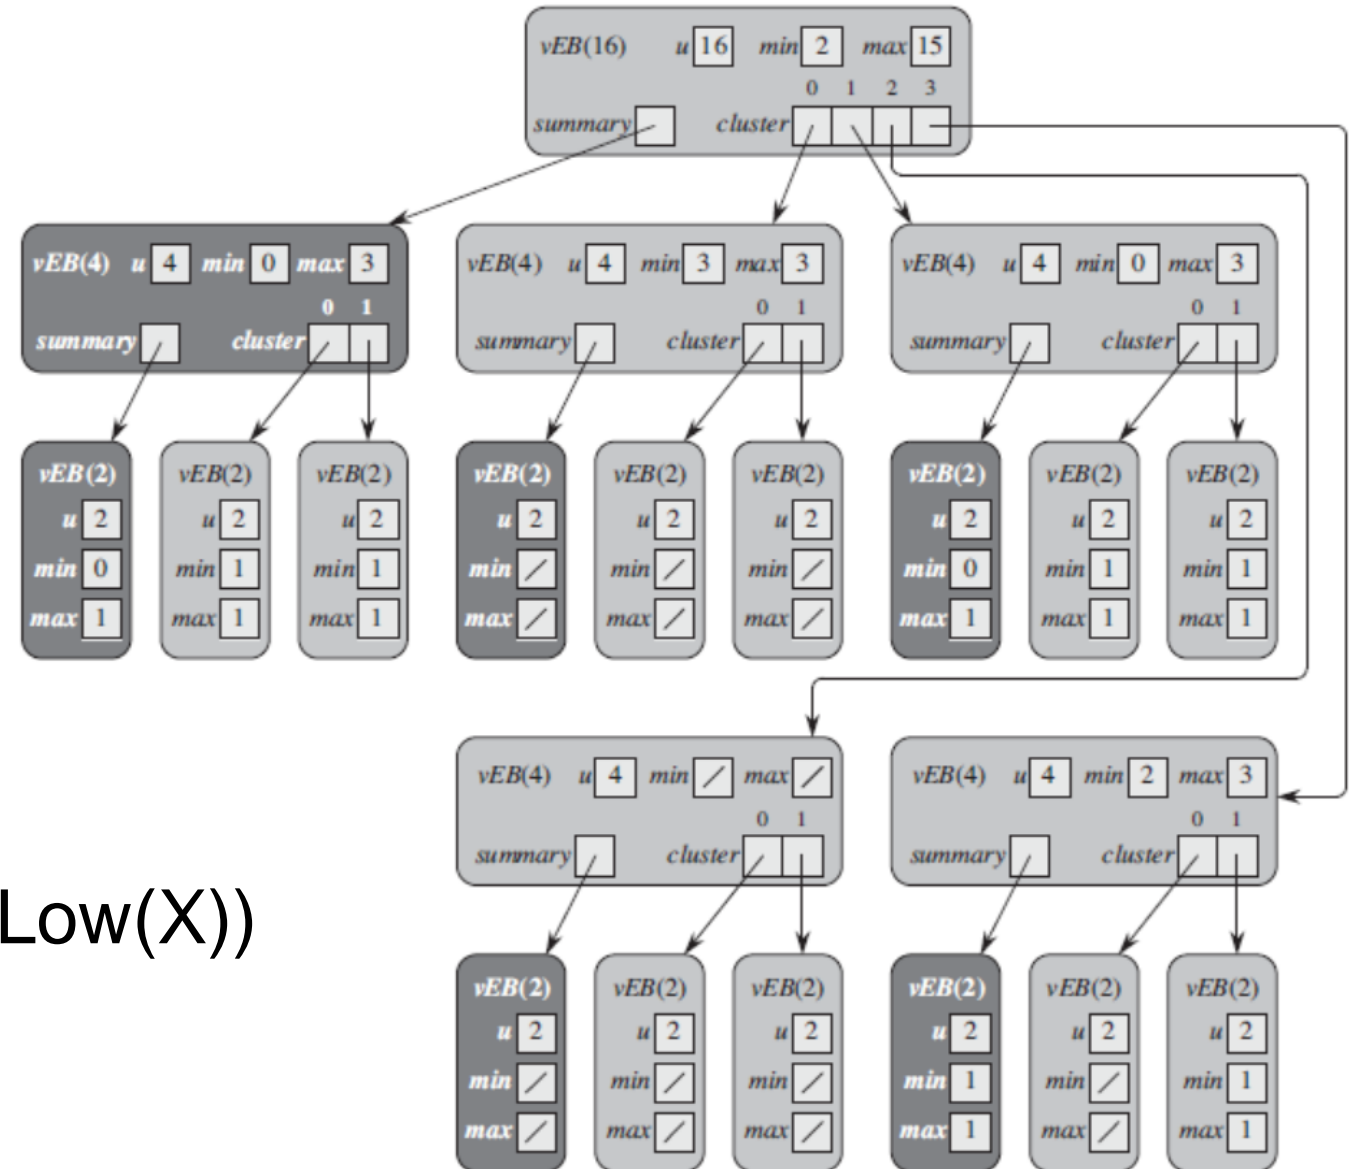 vEB(16) u 16 min 2 max 15
0 1 2 3
summary cluster
vEB(4) u 4 min 0 max 3
0 1
summary cluster
vEB(4) u 4 min 3 max 3
0 1
summary cluster
vEB(4) u 4 min 0 max 3
0 1
summary cluster
vEB(2)
u 2
min 0
max 1
vEB(2)
u 2
min 1
max 1
vEB(2)
u 2
min 1
max 1
vEB(2)
u 2
min /
max /
vEB(2)
u 2
min /
max /
vEB(2)
u 2
min /
max /
vEB(2)
u 2
min 0
max 1
vEB(2)
u 2
min 1
max 1
vEB(2)
u 2
min 1
max 1
vEB(4) u 4 min / max /
0 1
summary cluster
vEB(4) u 4 min 2 max 3
0 1
summary cluster
Low(X))
vEB(2)
u 2
min /
max /
vEB(2)
u 2
min /
max /
vEB(2)
u 2
min /
max /
vEB(2)
u 2
min 1
max 1
vEB(2)
u 2
min /
max /
vEB(2)
u 2
min 1
max 1